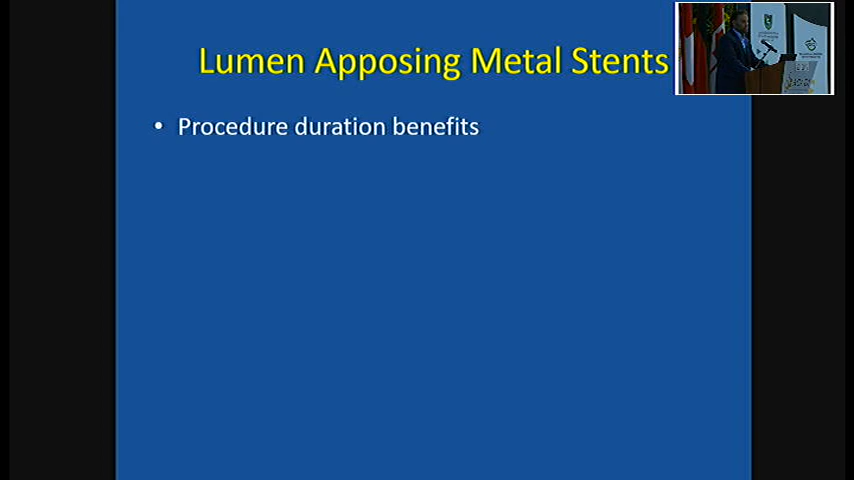 Lumen Apposing Metal Stents
• Procedure duration benefits